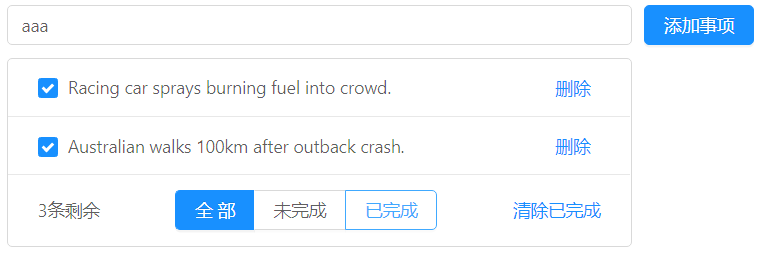 aaa 添加事项
Racing car sprays burning fuel into crowd. 删除
Australian walks 100km after outback crash. 删除
3条剩余 全部 未完成 已完成 清除已完成